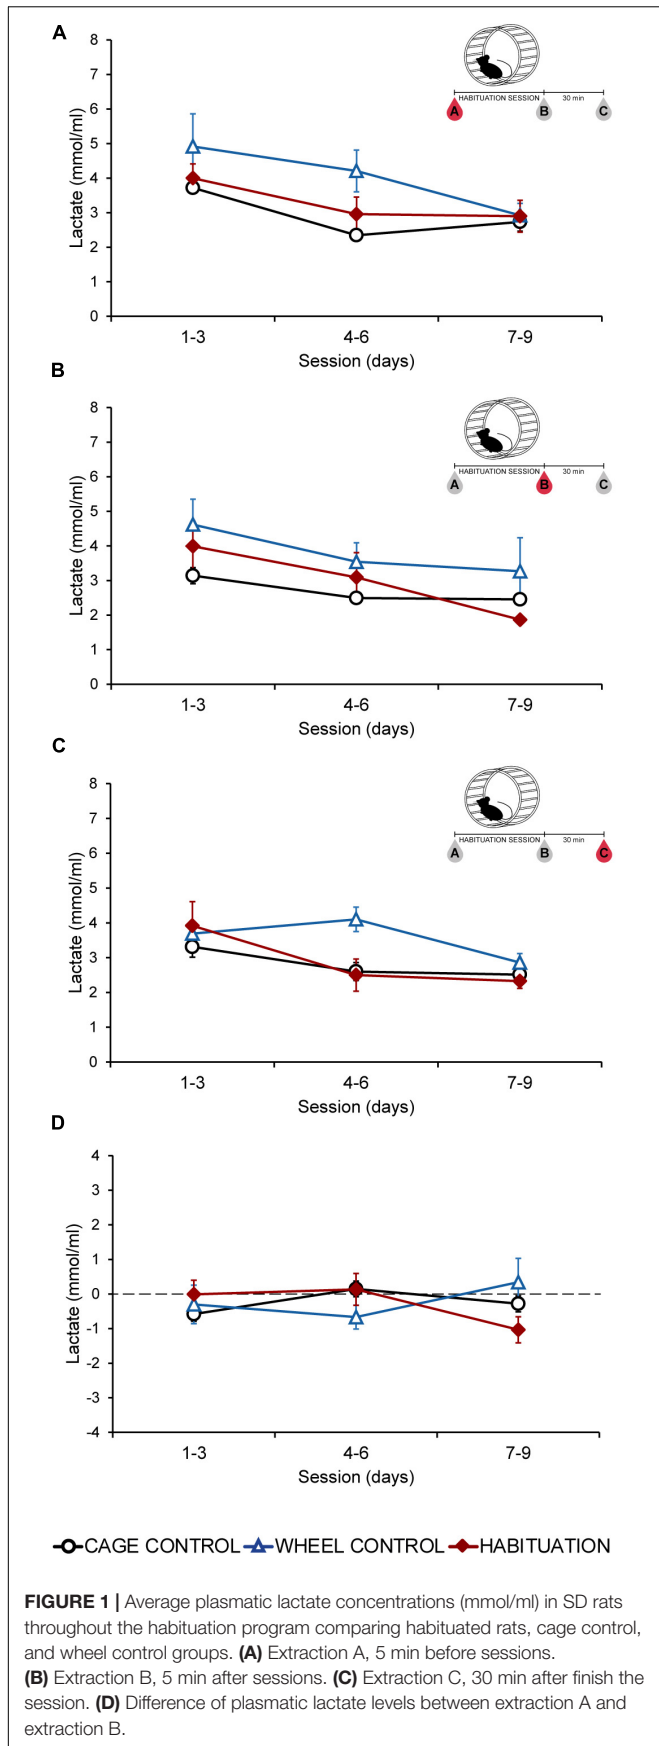 A
8
7
6
5
4
3
2
1
0
Lactate (mmol/ml)
1-3 4-6 7-9
Session (days)
HABITUATION SESSION 30 min
A B C
B
8
7
6
5
4
3
2
1
0
Lactate (mmol/ml)
1-3 4-6 7-9
Session (days)
HABITUATION SESSION 30 min
A B C
C
8
7
6
5
4
3
2
1
0
Lactate (mmol/ml)
1-3 4-6 7-9
Session (days)
HABITUATION SESSION 30 min
A B C
D
4
3
2
1
0
-1
-2
-3
-4
Lactate (mmol/ml)
1-3 4-6 7-9
Session (days)
CAGE CONTROL WHEEL CONTROL HABITUATION
FIGURE 1 | Average plasmatic lactate concentrations (mmol/ml) in SD rats
throughout the habituation program comparing habituated rats, cage control,
and wheel control groups. (A) Extraction A, 5 min before sessions.
(B) Extraction B, 5 min after sessions. (C) Extraction C, 30 min after finish the
session. (D) Difference of plasmatic lactate levels between extraction A and
extraction B.